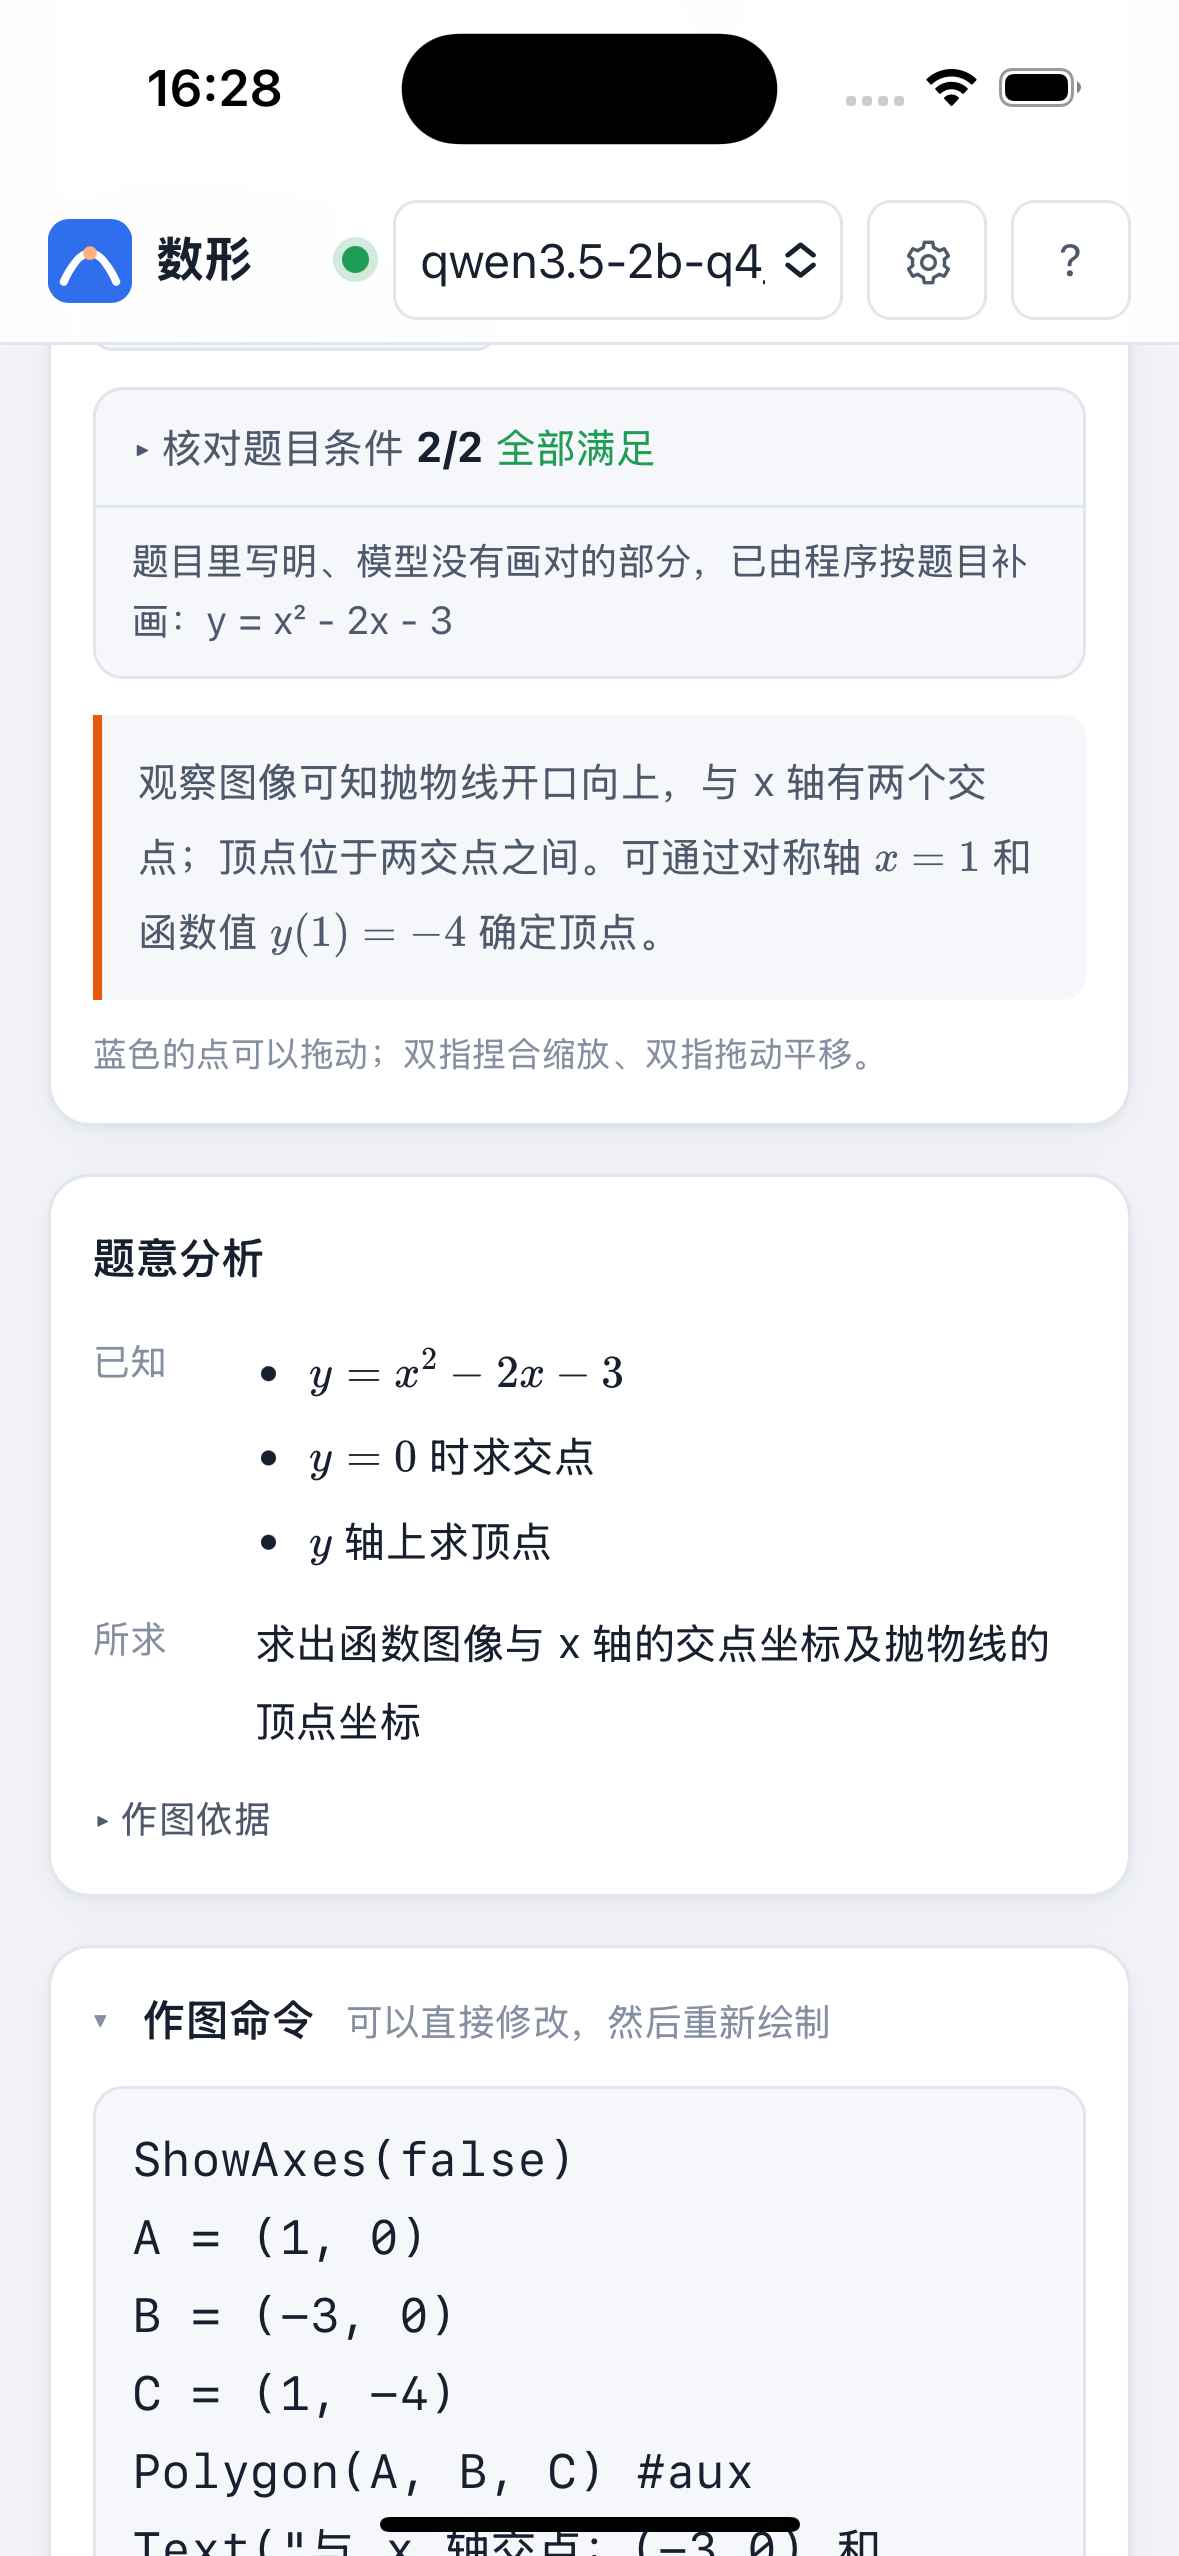 16:28
数形
qwen3.5-2b-q4
?
▸ 核对题目条件 2/2 全部满足
题目里写明、模型没有画对的部分，已由程序按题目补
画：y = x² - 2x - 3
观察图像可知抛物线开口向上，与 x 轴有两个交
点；顶点位于两交点之间。可通过对称轴 x = 1 和
函数值 y(1) = −4 确定顶点。
蓝色的点可以拖动；双指捏合缩放、双指拖动平移。
题意分析
已知
• y = x² − 2x − 3
• y = 0 时求交点
• y 轴上求顶点
所求
求出函数图像与 x 轴的交点坐标及抛物线的
顶点坐标
▸ 作图依据
▾ 作图命令 可以直接修改，然后重新绘制
ShowAxes(false)
A = (1, 0)
B = (−3, 0)
C = (1, −4)
Polygon(A, B, C) #aux
Text("与 x 轴交点：(−3,0) 和